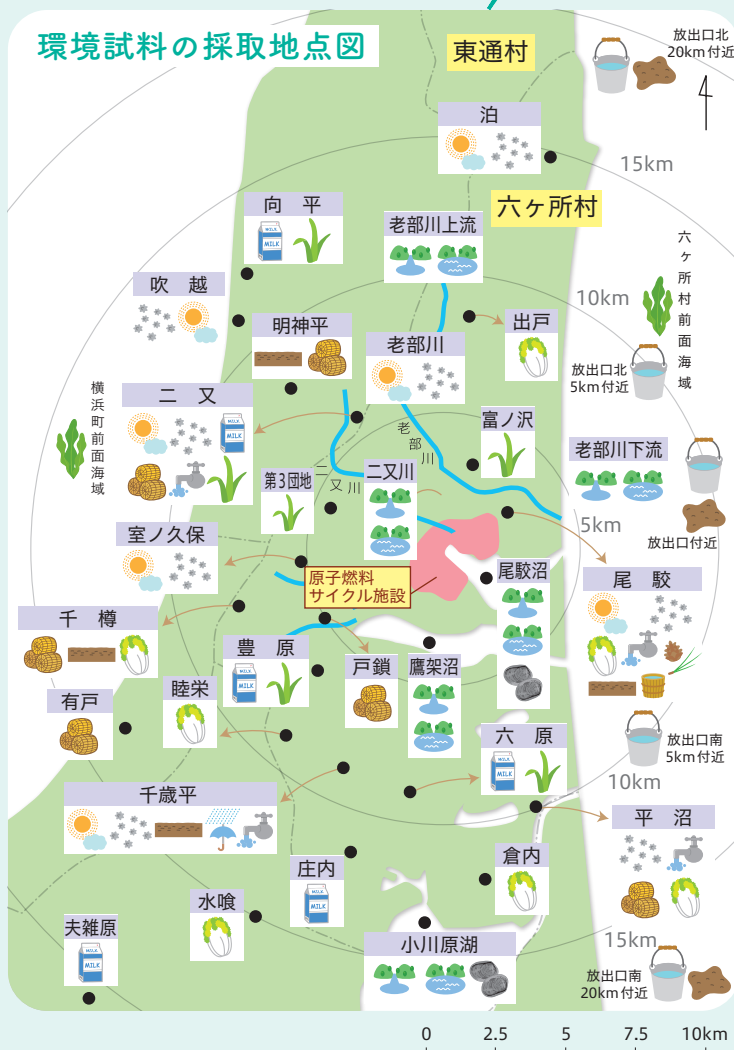 環境試料の採取地点図
東通村
放出口北
20km付近
泊
15km
六ヶ所村
向 平
MILK
老部川上流
六ヶ所村前面海域
吹 越
10km
出戸
明神平
老部川
放出口北
5km付近
横浜町前面海域
二 又
MILK
富ノ沢
老部川
老部川下流
第3団地
二又川
二又川
放出口付近
5km
室ノ久保
原子燃料
サイクル施設
尾駮沼
尾 駮
千 樽
豊 原
MILK
戸鎖
鷹架沼
有戸
睦栄
六 原
MILK
放出口南
5km付近
10km
千歳平
平 沼
庄内
MILK
倉内
水喰
夫雑原
MILK
小川原湖
15km
放出口南
20km付近
0 2.5 5 7.5 10km